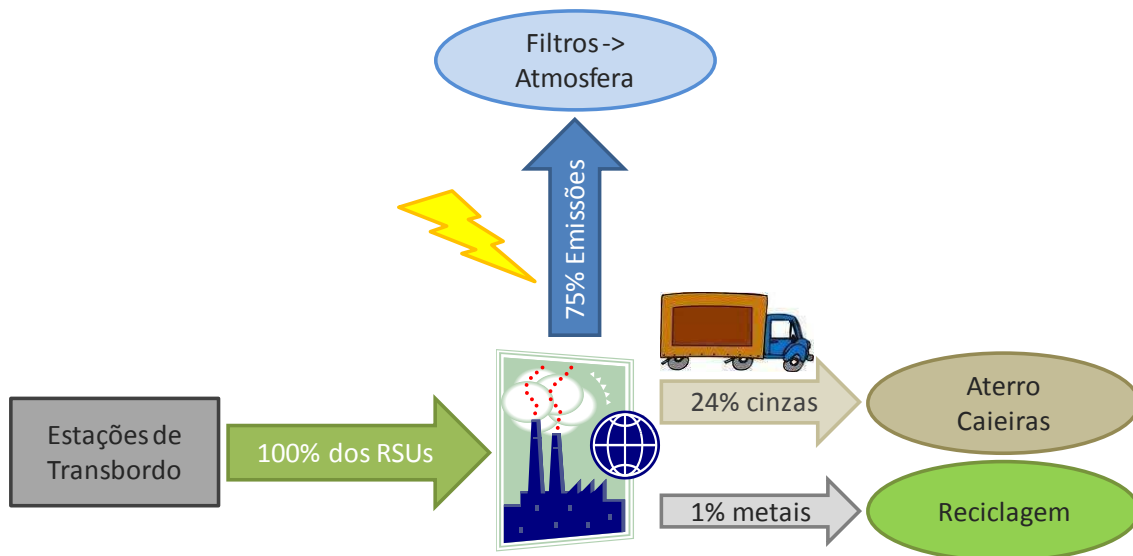 Filtros ->
Atmosfera
75% Emissões
Estações de
Transbordo
100% dos RSUs
24% cinzas
Aterro
Caieiras
1% metais
Reciclagem